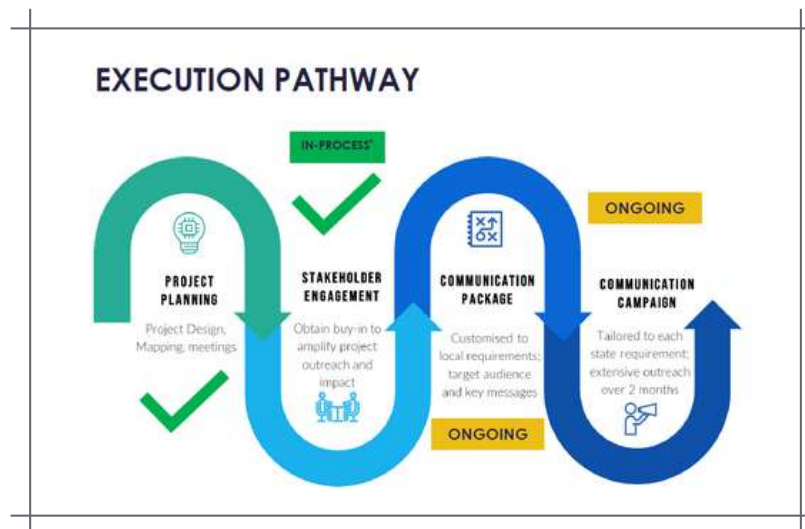 EXECUTION PATHWAY
IN-PROCESS*
ONGOING
PROJECT
PLANNING
Project Design,
Mapping, meetings
STAKEHOLDER
ENGAGEMENT
Obtain buy-in to
amplify project
outreach and
impact
COMMUNICATION
PACKAGE
Customised to
local requirements;
target audience
and key messages
ONGOING
COMMUNICATION
CAMPAIGN
Tailored to each
state requirement;
extensive outreach
over 2 months